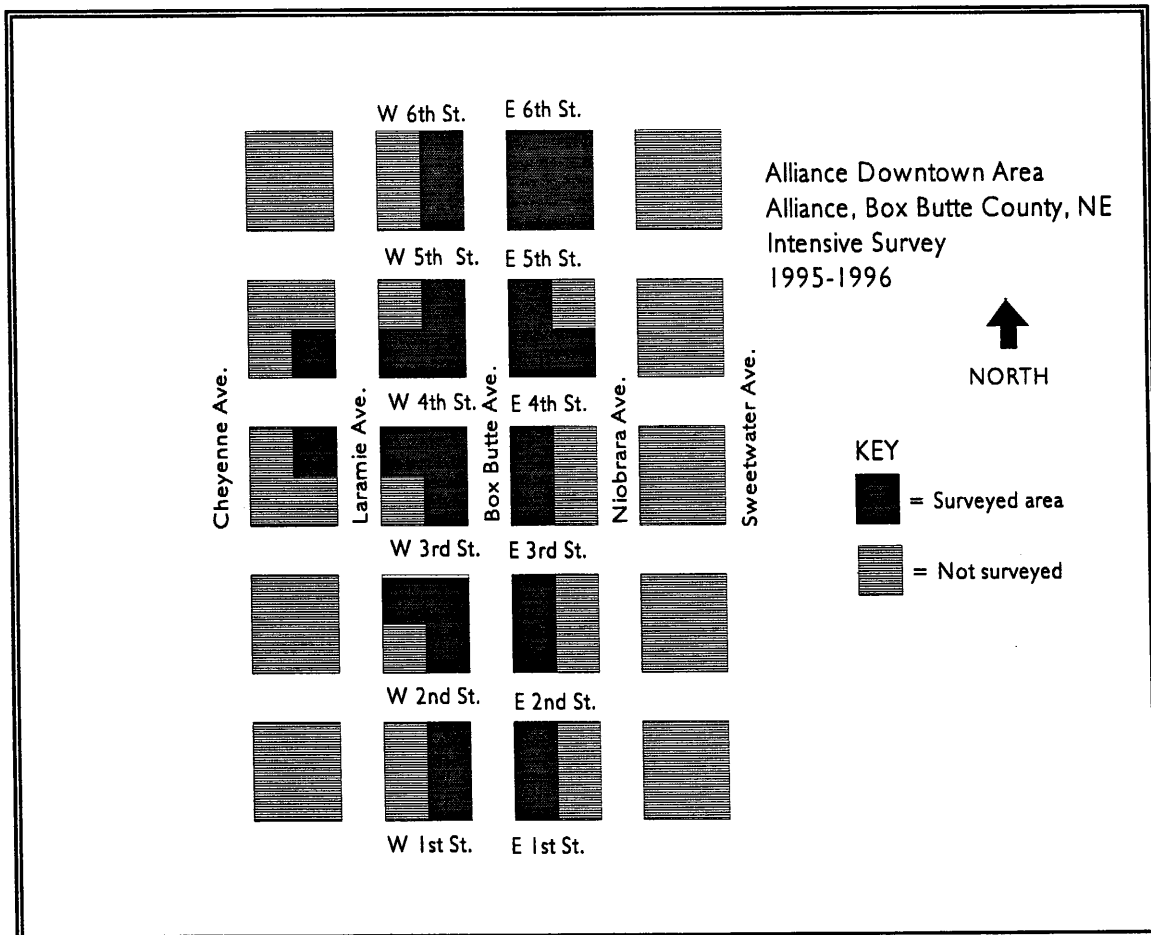 W 6th St.
E 6th St.
Alliance Downtown Area
Alliance, Box Butte County, NE
Intensive Survey
1995-1996
W 5th St.
E 5th St.
NORTH
Cheyenne Ave.
Laramie Ave.
Box Butte Ave.
Niobrara Ave.
Sweetwater Ave.
W 4th St.
E 4th St.
KEY
= Surveyed area
= Not surveyed
W 3rd St.
E 3rd St.
W 2nd St.
E 2nd St.
W 1st St.
E 1st St.